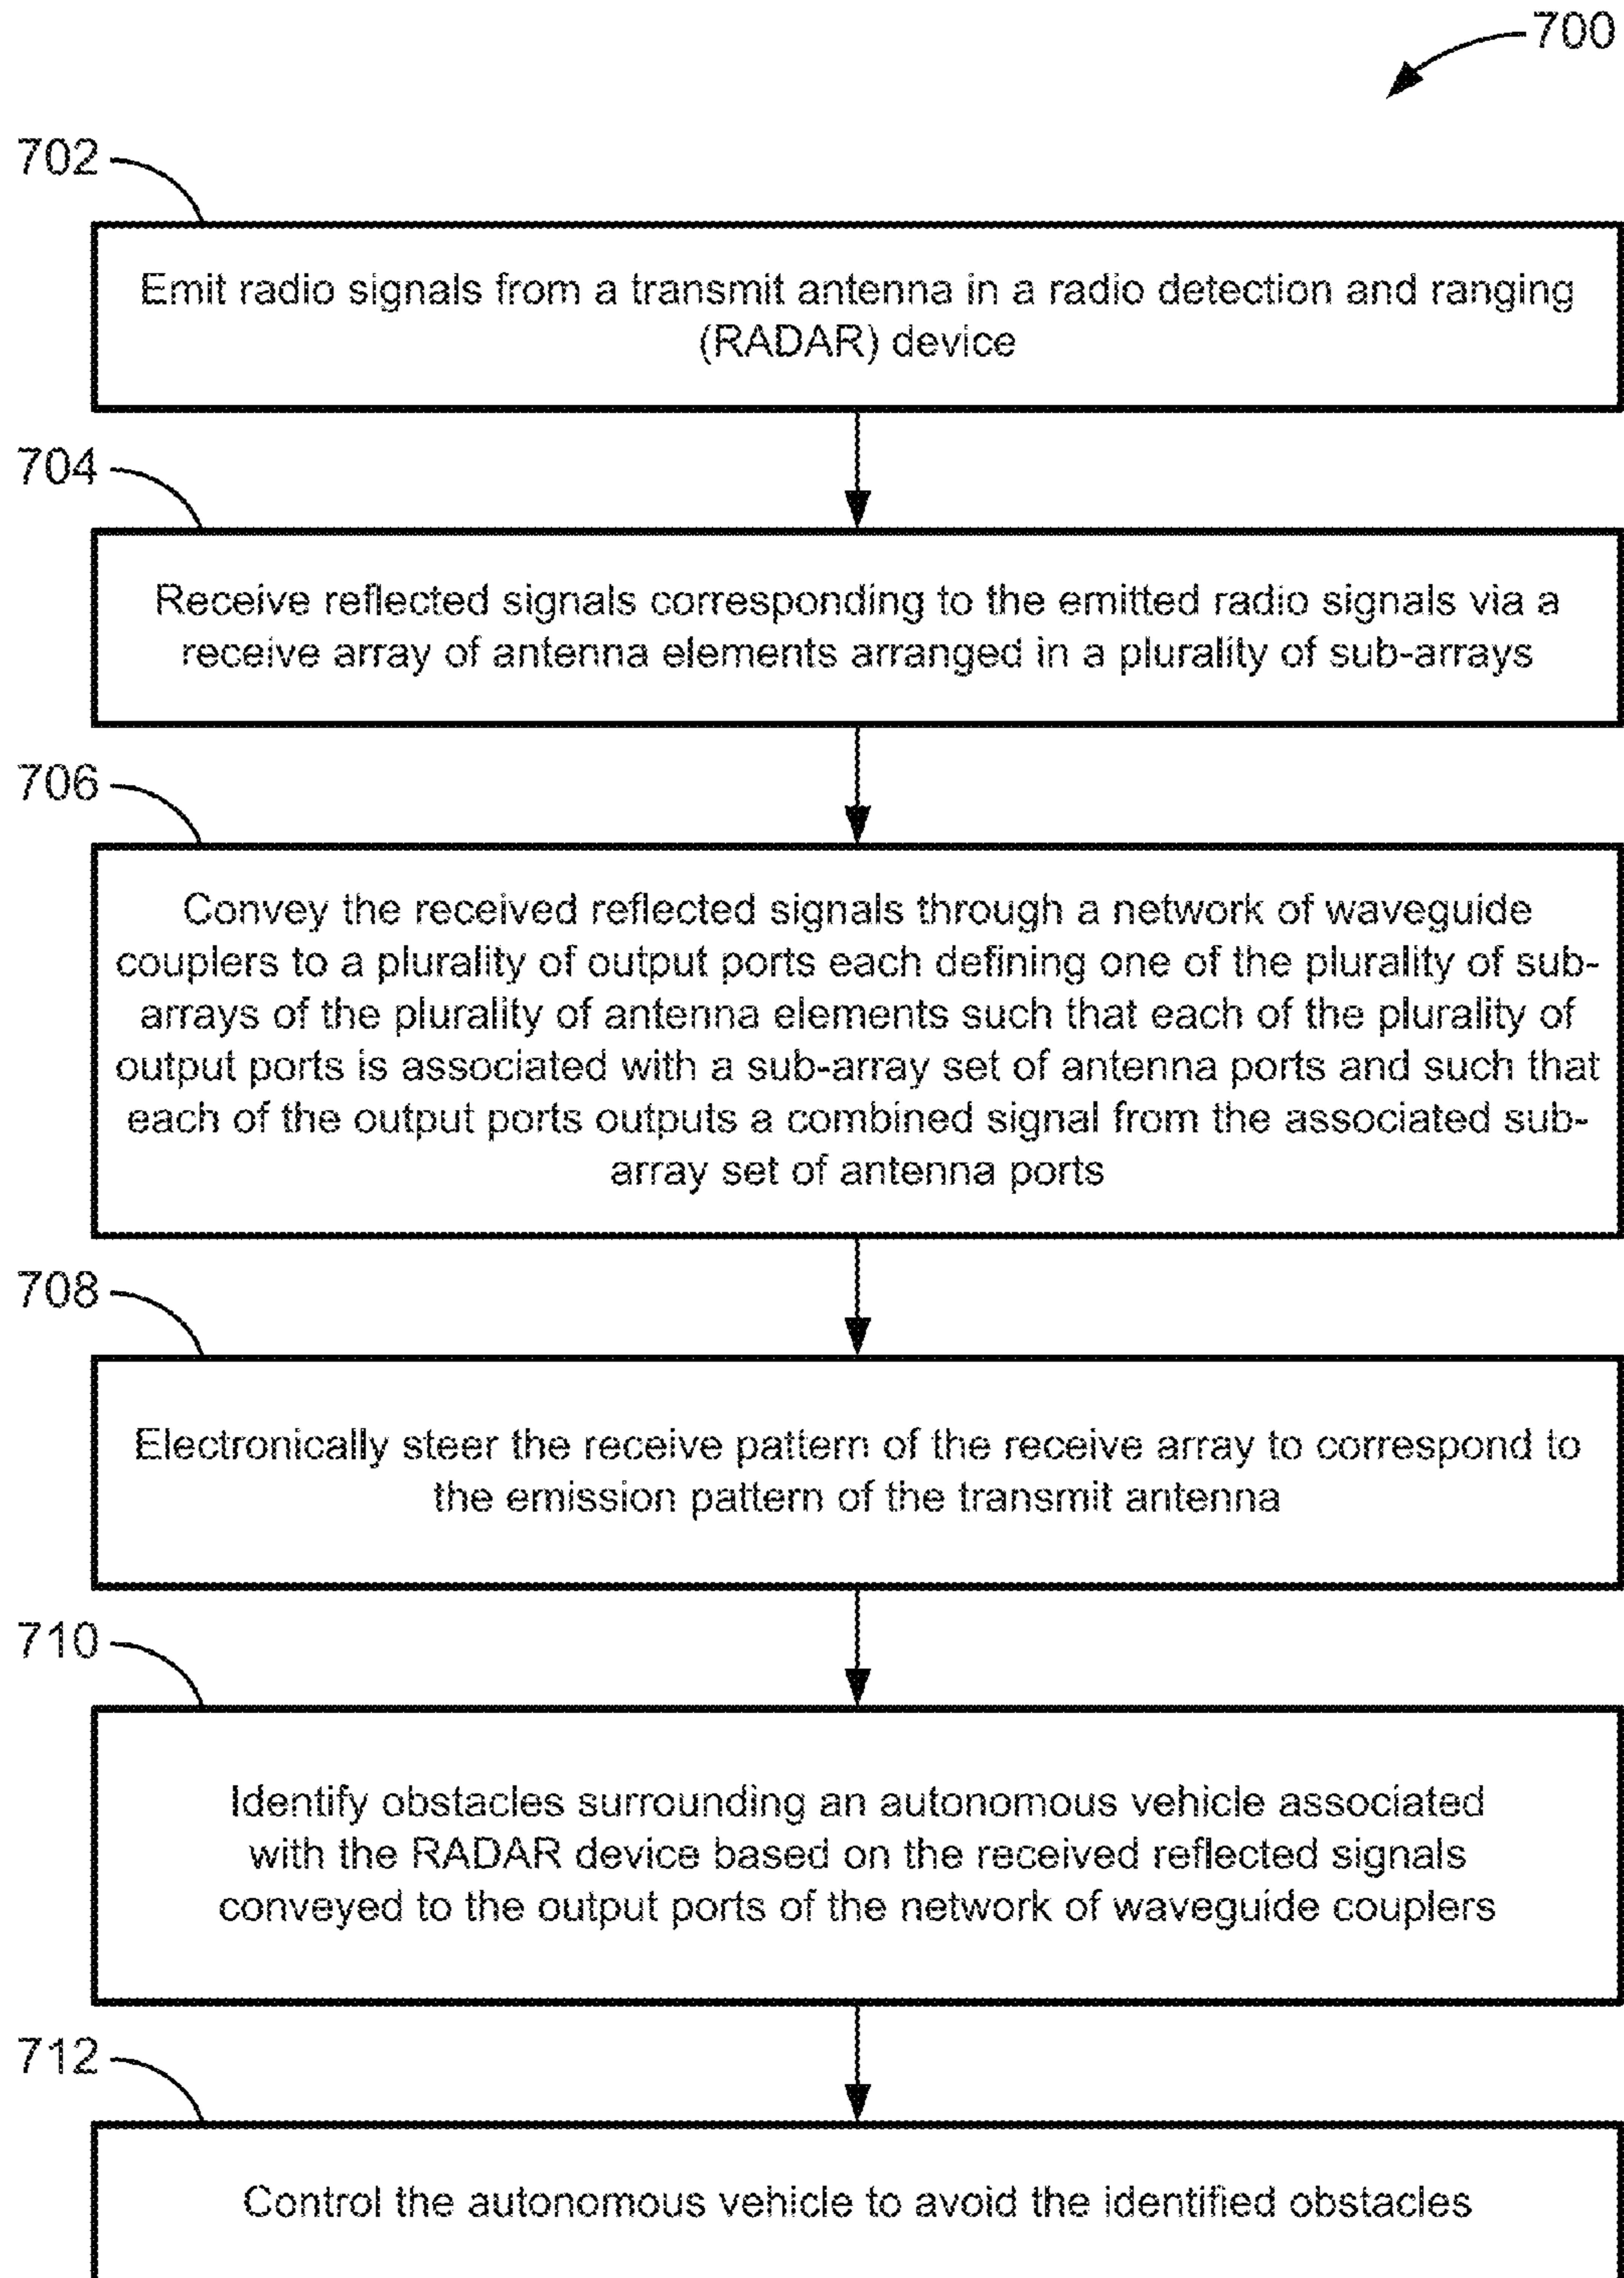 700
702
Emit radio signals from a transmit antenna in a radio detection and ranging
(RADAR) device
704
Receive reflected signals corresponding to the emitted radio signals via a
receive array of antenna elements arranged in a plurality of sub-arrays
706
Convey the received reflected signals through a network of waveguide
couplers to a plurality of output ports each defining one of the plurality of sub-
arrays of the plurality of antenna elements such that each of the plurality of
output ports is associated with a sub-array set of antenna ports and such that
each of the output ports outputs a combined signal from the associated sub-
array set of antenna ports
708
Electronically steer the receive pattern of the receive array to correspond to
the emission pattern of the transmit antenna
710
Identify obstacles surrounding an autonomous vehicle associated
with the RADAR device based on the received reflected signals
conveyed to the output ports of the network of waveguide couplers
712
Control the autonomous vehicle to avoid the identified obstacles